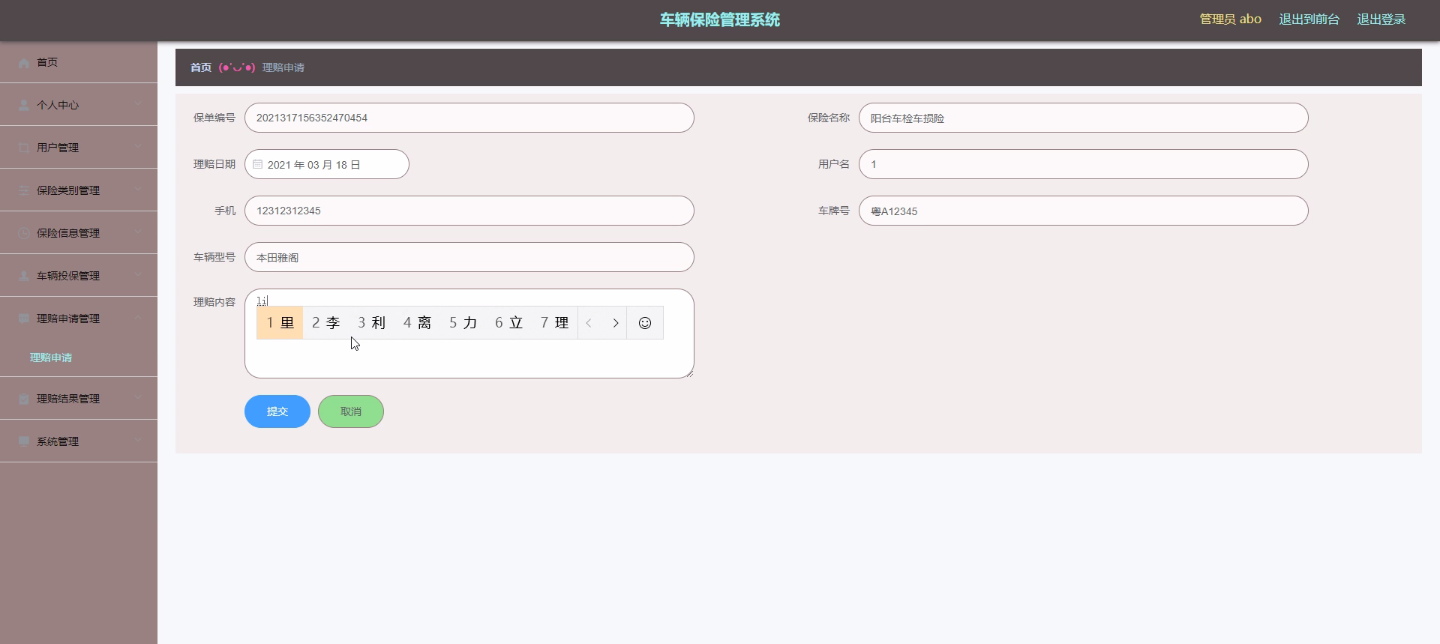 车辆保险管理系统
管理员 abo 退出到前台 退出登录
首页
个人中心
用户管理
保险类别管理
保险信息管理
车辆投保管理
理赔申请管理
理赔申请
理赔结果管理
系统管理
首页 (●'◡'●) 理赔申请
保单编号 2021317156352470454
保险名称 阳台车检车损险
理赔日期 2021 年 03 月 18 日
用户名 1
手机 12312312345
车牌号 粤A12345
车辆型号 本田雅阁
理赔内容 li
1 里 2 李 3 利 4 离 5 力 6 立 7 理
提交 取消